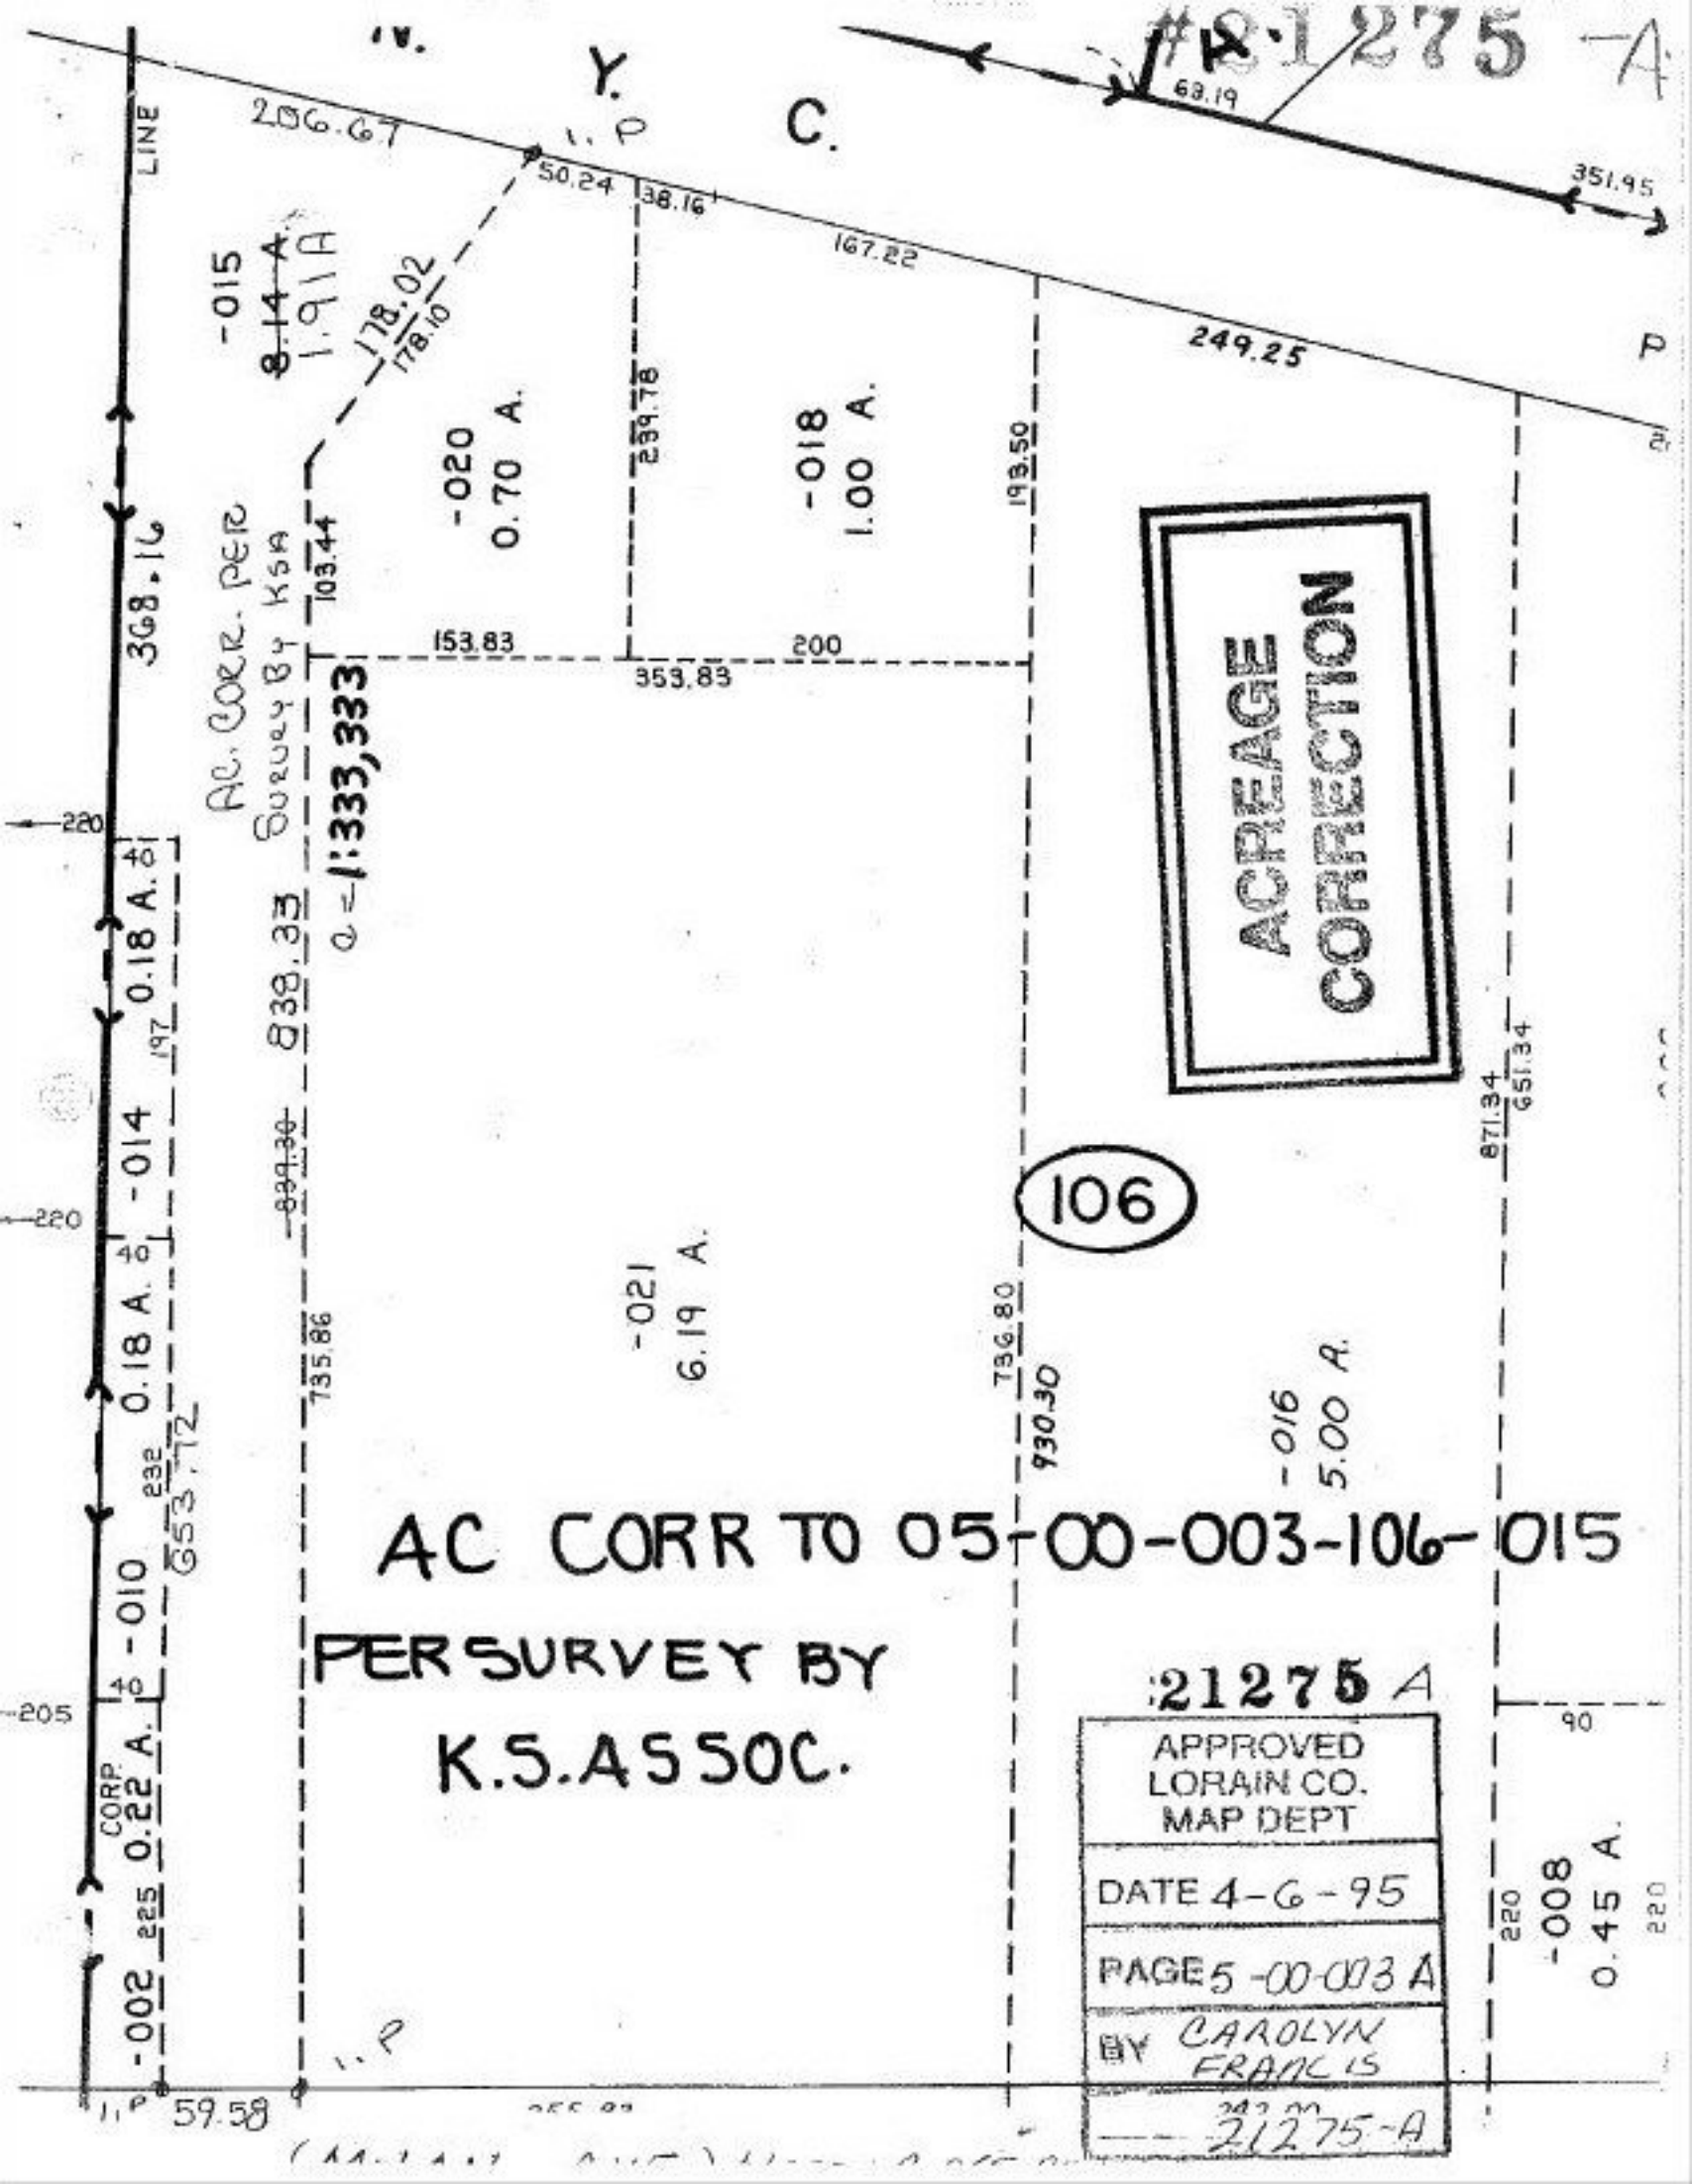 #21275 -A
N. Y. C.
63.19
351.95
206.67
I.P
50.24
38.16
167.22
249.25
P
LINE
-015
8.14 A.
1.91 A
178.02
178.10
-020
0.70 A.
239.78
-018
1.00 A.
193.50
368.16
AC. CORR. PER
SURVEY BY KSA
103.44
153.83
200
353.83
a = 1:333,333
ACREAGE
CORRECTION
220
40
0.18 A.
197
-014
838.33
839.30
871.34
651.34
106
220
40
0.18 A.
232
-010
653.72
735.86
-021
6.19 A.
736.80
930.30
-016
5.00 A.
AC CORR TO 05-00-003-106-015
PER SURVEY BY
K.S.ASSOC.
205
40
CORP.
0.22 A.
225
-002
21275 A
APPROVED
LORAIN CO.
MAP DEPT
DATE 4-6-95
PAGE 5-00-003 A
BY CAROLYN
FRANCIS
21275-A
90
220
-008
0.45 A.
220
I.P
I.P
59.58